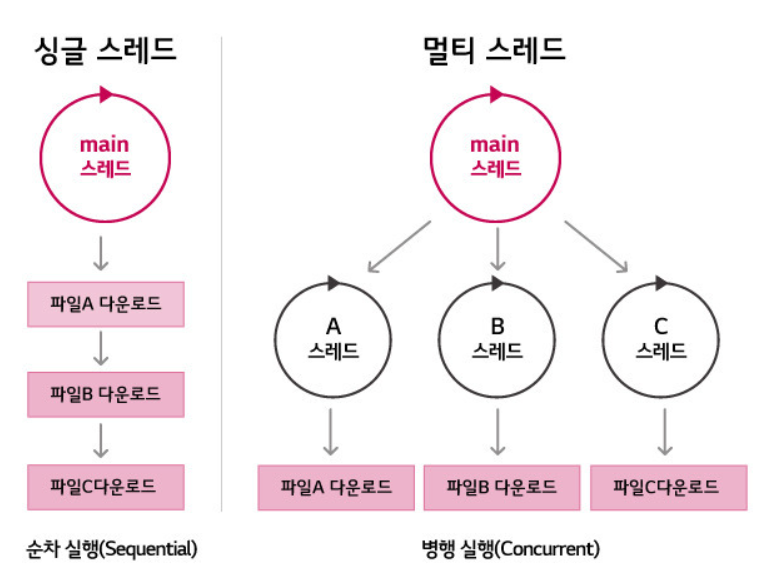 싱글 스레드
main
스레드
파일A 다운로드
파일B 다운로드
파일C다운로드
순차 실행(Sequential)
멀티 스레드
main
스레드
A
스레드
B
스레드
C
스레드
파일A 다운로드
파일B 다운로드
파일C다운로드
병행 실행(Concurrent)